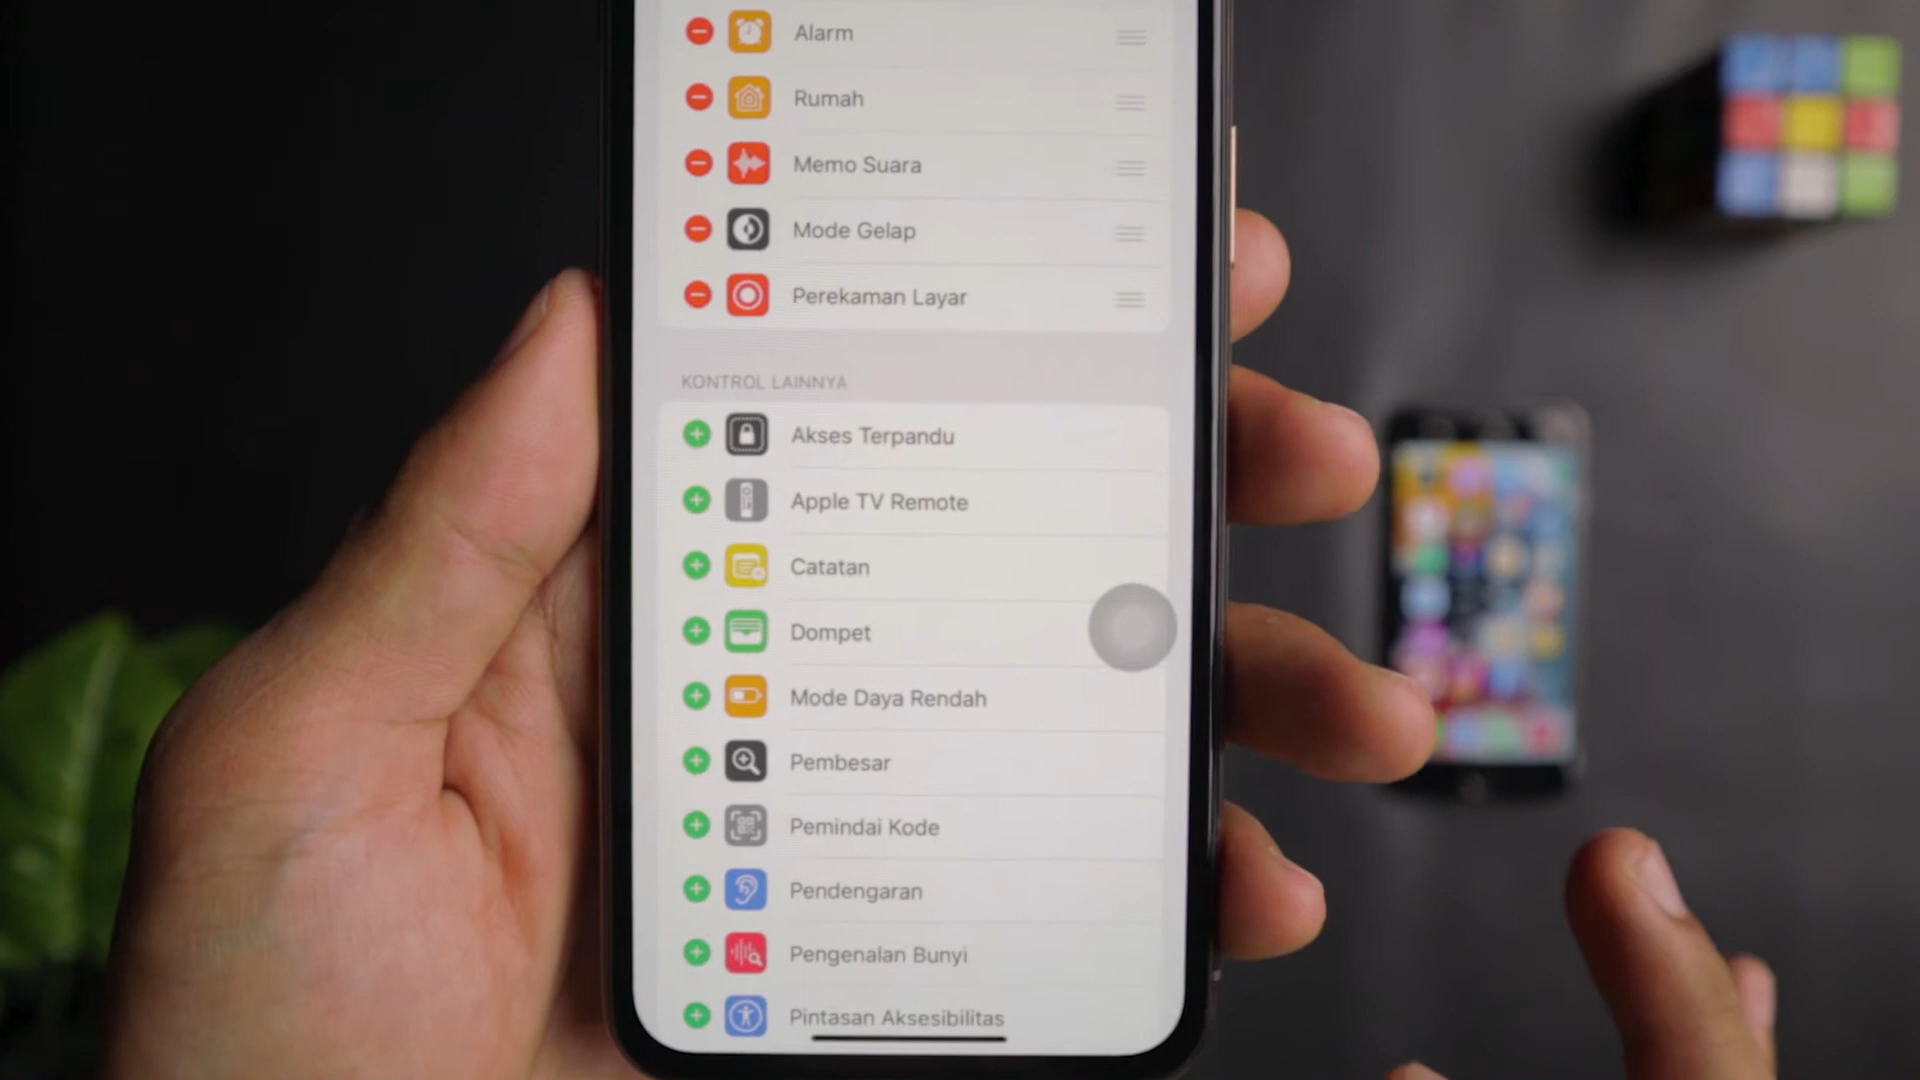 Alarm
Rumah
Memo Suara
Mode Gelap
Perekaman Layar
KONTROL LAINNYA
Akses Terpandu
Apple TV Remote
Catatan
Dompet
Mode Daya Rendah
Pembesar
Pemindai Kode
Pendengaran
Pengenalan Bunyi
Pintasan Aksesibilitas